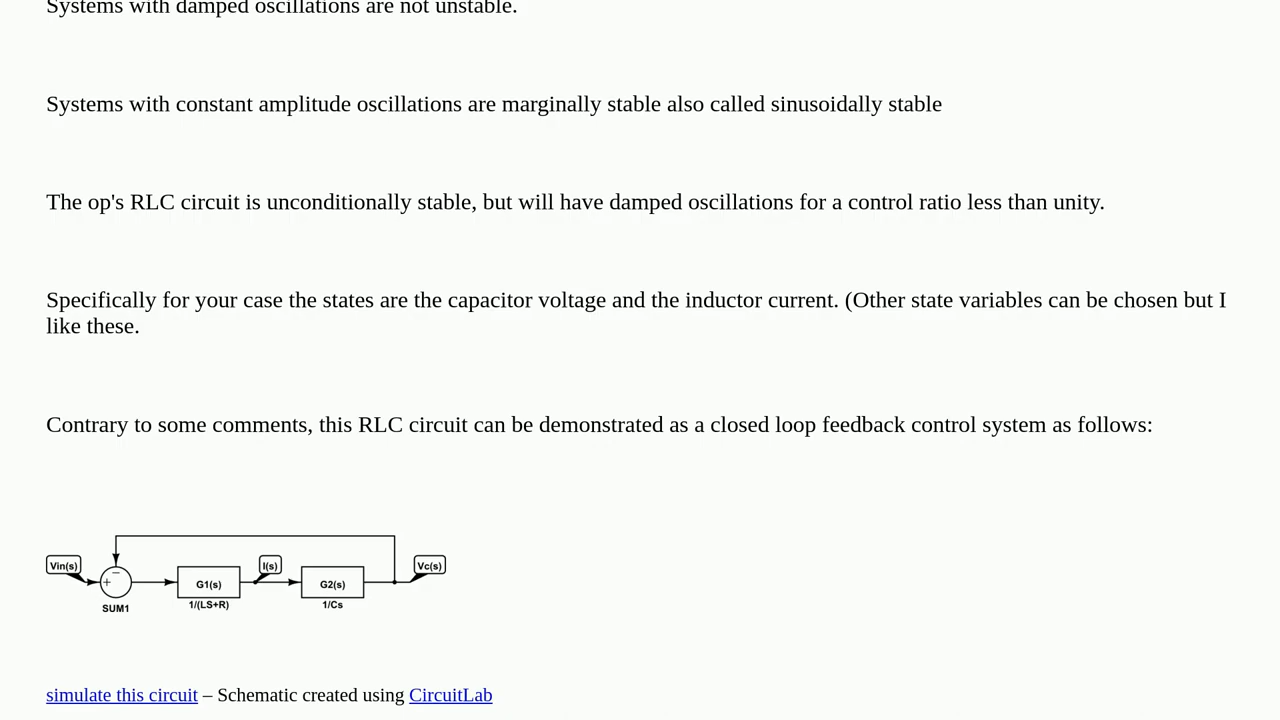 Systems with damped oscillations are not unstable.
Systems with constant amplitude oscillations are marginally stable also called sinusoidally stable
The op's RLC circuit is unconditionally stable, but will have damped oscillations for a control ratio less than unity.
Specifically for your case the states are the capacitor voltage and the inductor current. (Other state variables can be chosen but I
like these.
Contrary to some comments, this RLC circuit can be demonstrated as a closed loop feedback control system as follows:
Vin(s)
+
−
SUM1
G1(s)
1/(LS+R)
I(s)
G2(s)
1/Cs
Vc(s)
simulate this circuit – Schematic created using CircuitLab